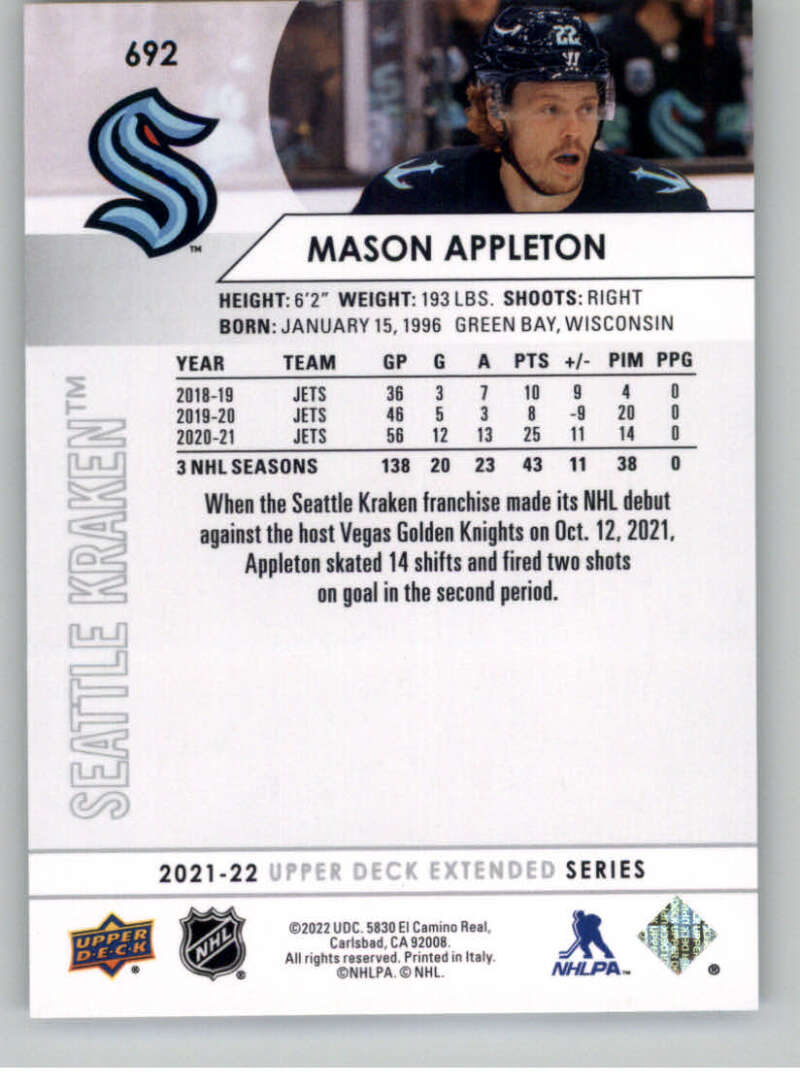 692
22
™
MASON APPLETON
HEIGHT: 6'2" WEIGHT: 193 LBS. SHOOTS: RIGHT
BORN: JANUARY 15, 1996 GREEN BAY, WISCONSIN
YEAR TEAM GP G A PTS +/- PIM PPG
2018-19 JETS 36 3 7 10 9 4 0
2019-20 JETS 46 5 3 8 -9 20 0
2020-21 JETS 56 12 13 25 11 14 0
3 NHL SEASONS 138 20 23 43 11 38 0
When the Seattle Kraken franchise made its NHL debut
against the host Vegas Golden Knights on Oct. 12, 2021,
Appleton skated 14 shifts and fired two shots
on goal in the second period.
SEATTLE KRAKEN™
2021-22 UPPER DECK EXTENDED SERIES
UPPER
D·E·C·K
®
NHL
®
©2022 UDC. 5830 El Camino Real,
Carlsbad, CA 92008.
All rights reserved. Printed in Italy.
©NHLPA. © NHL.
NHLPA™
®